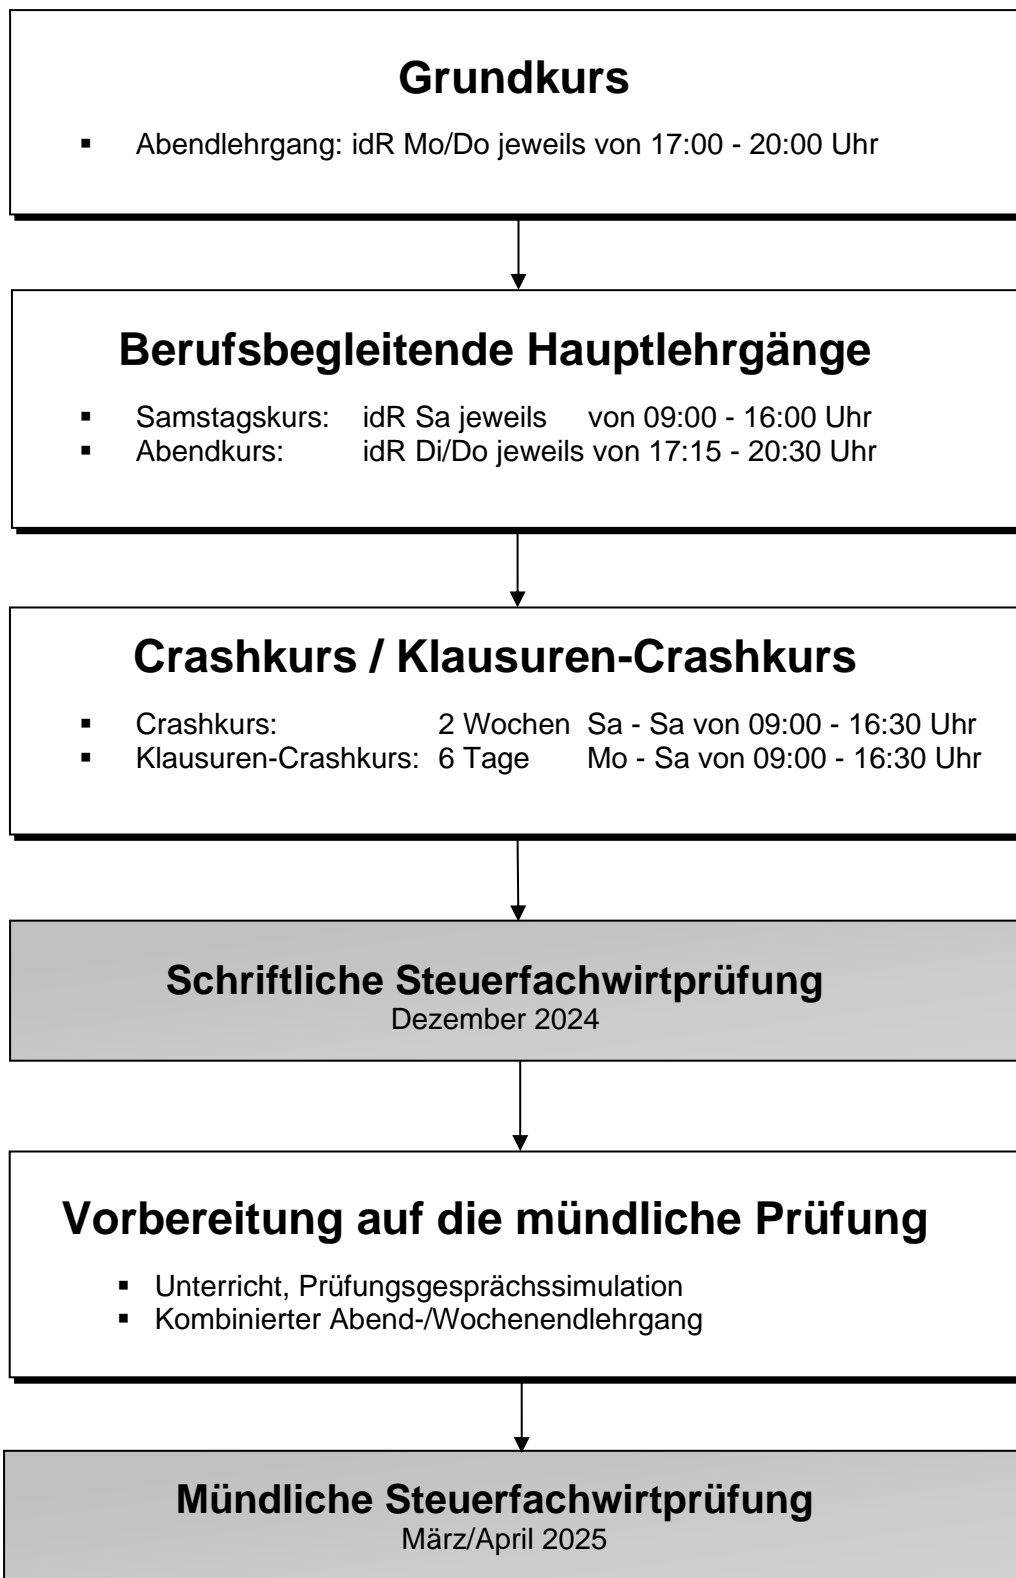 Grundkurs
▪ Abendlehrgang: idR Mo/Do jeweils von 17:00 - 20:00 Uhr
Berufsbegleitende Hauptlehrgänge
▪ Samstagskurs: idR Sa jeweils von 09:00 - 16:00 Uhr
▪ Abendkurs: idR Di/Do jeweils von 17:15 - 20:30 Uhr
Crashkurs / Klausuren-Crashkurs
▪ Crashkurs: 2 Wochen Sa - Sa von 09:00 - 16:30 Uhr
▪ Klausuren-Crashkurs: 6 Tage Mo - Sa von 09:00 - 16:30 Uhr
Schriftliche Steuerfachwirtprüfung
Dezember 2024
Vorbereitung auf die mündliche Prüfung
▪ Unterricht, Prüfungsgesprächssimulation
▪ Kombinierter Abend-/Wochenendlehrgang
Mündliche Steuerfachwirtprüfung
März/April 2025